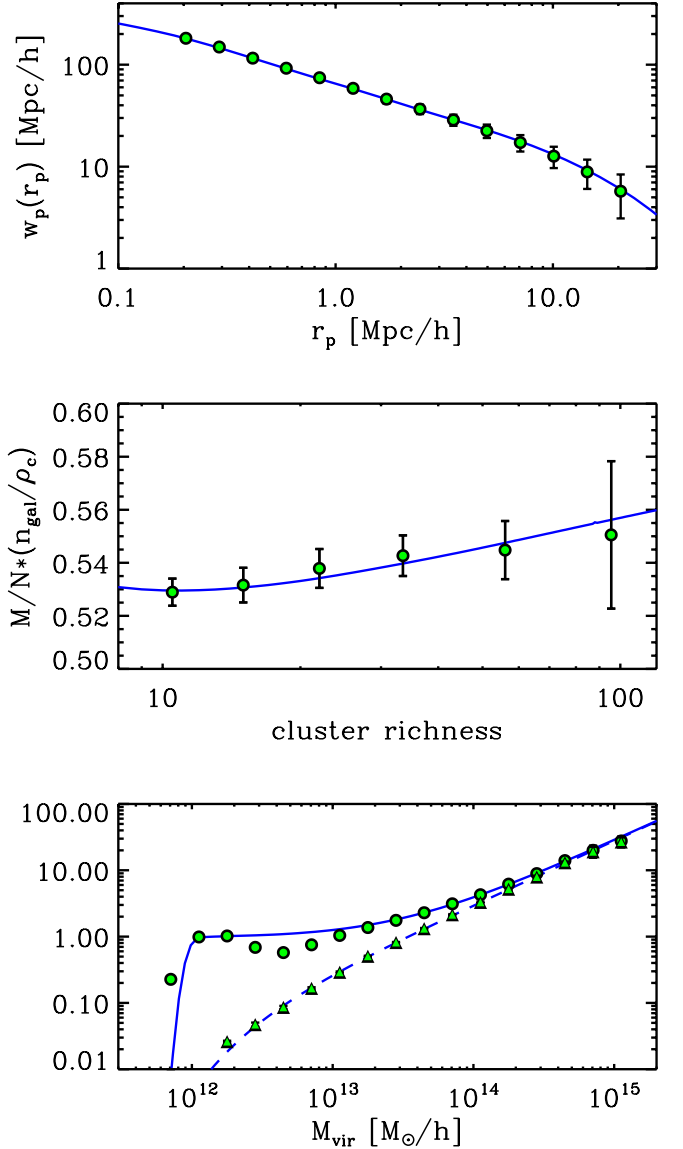 100
10
1
w_p(r_p) [Mpc/h]
0.1 1.0 10.0
r_p [Mpc/h]
0.60
0.58
0.56
0.54
0.52
0.50
M/N*(n_gal/ρ_c)
10 100
cluster richness
100.00
10.00
1.00
0.10
0.01
10^12 10^13 10^14 10^15
M_vir [M_⊙/h]